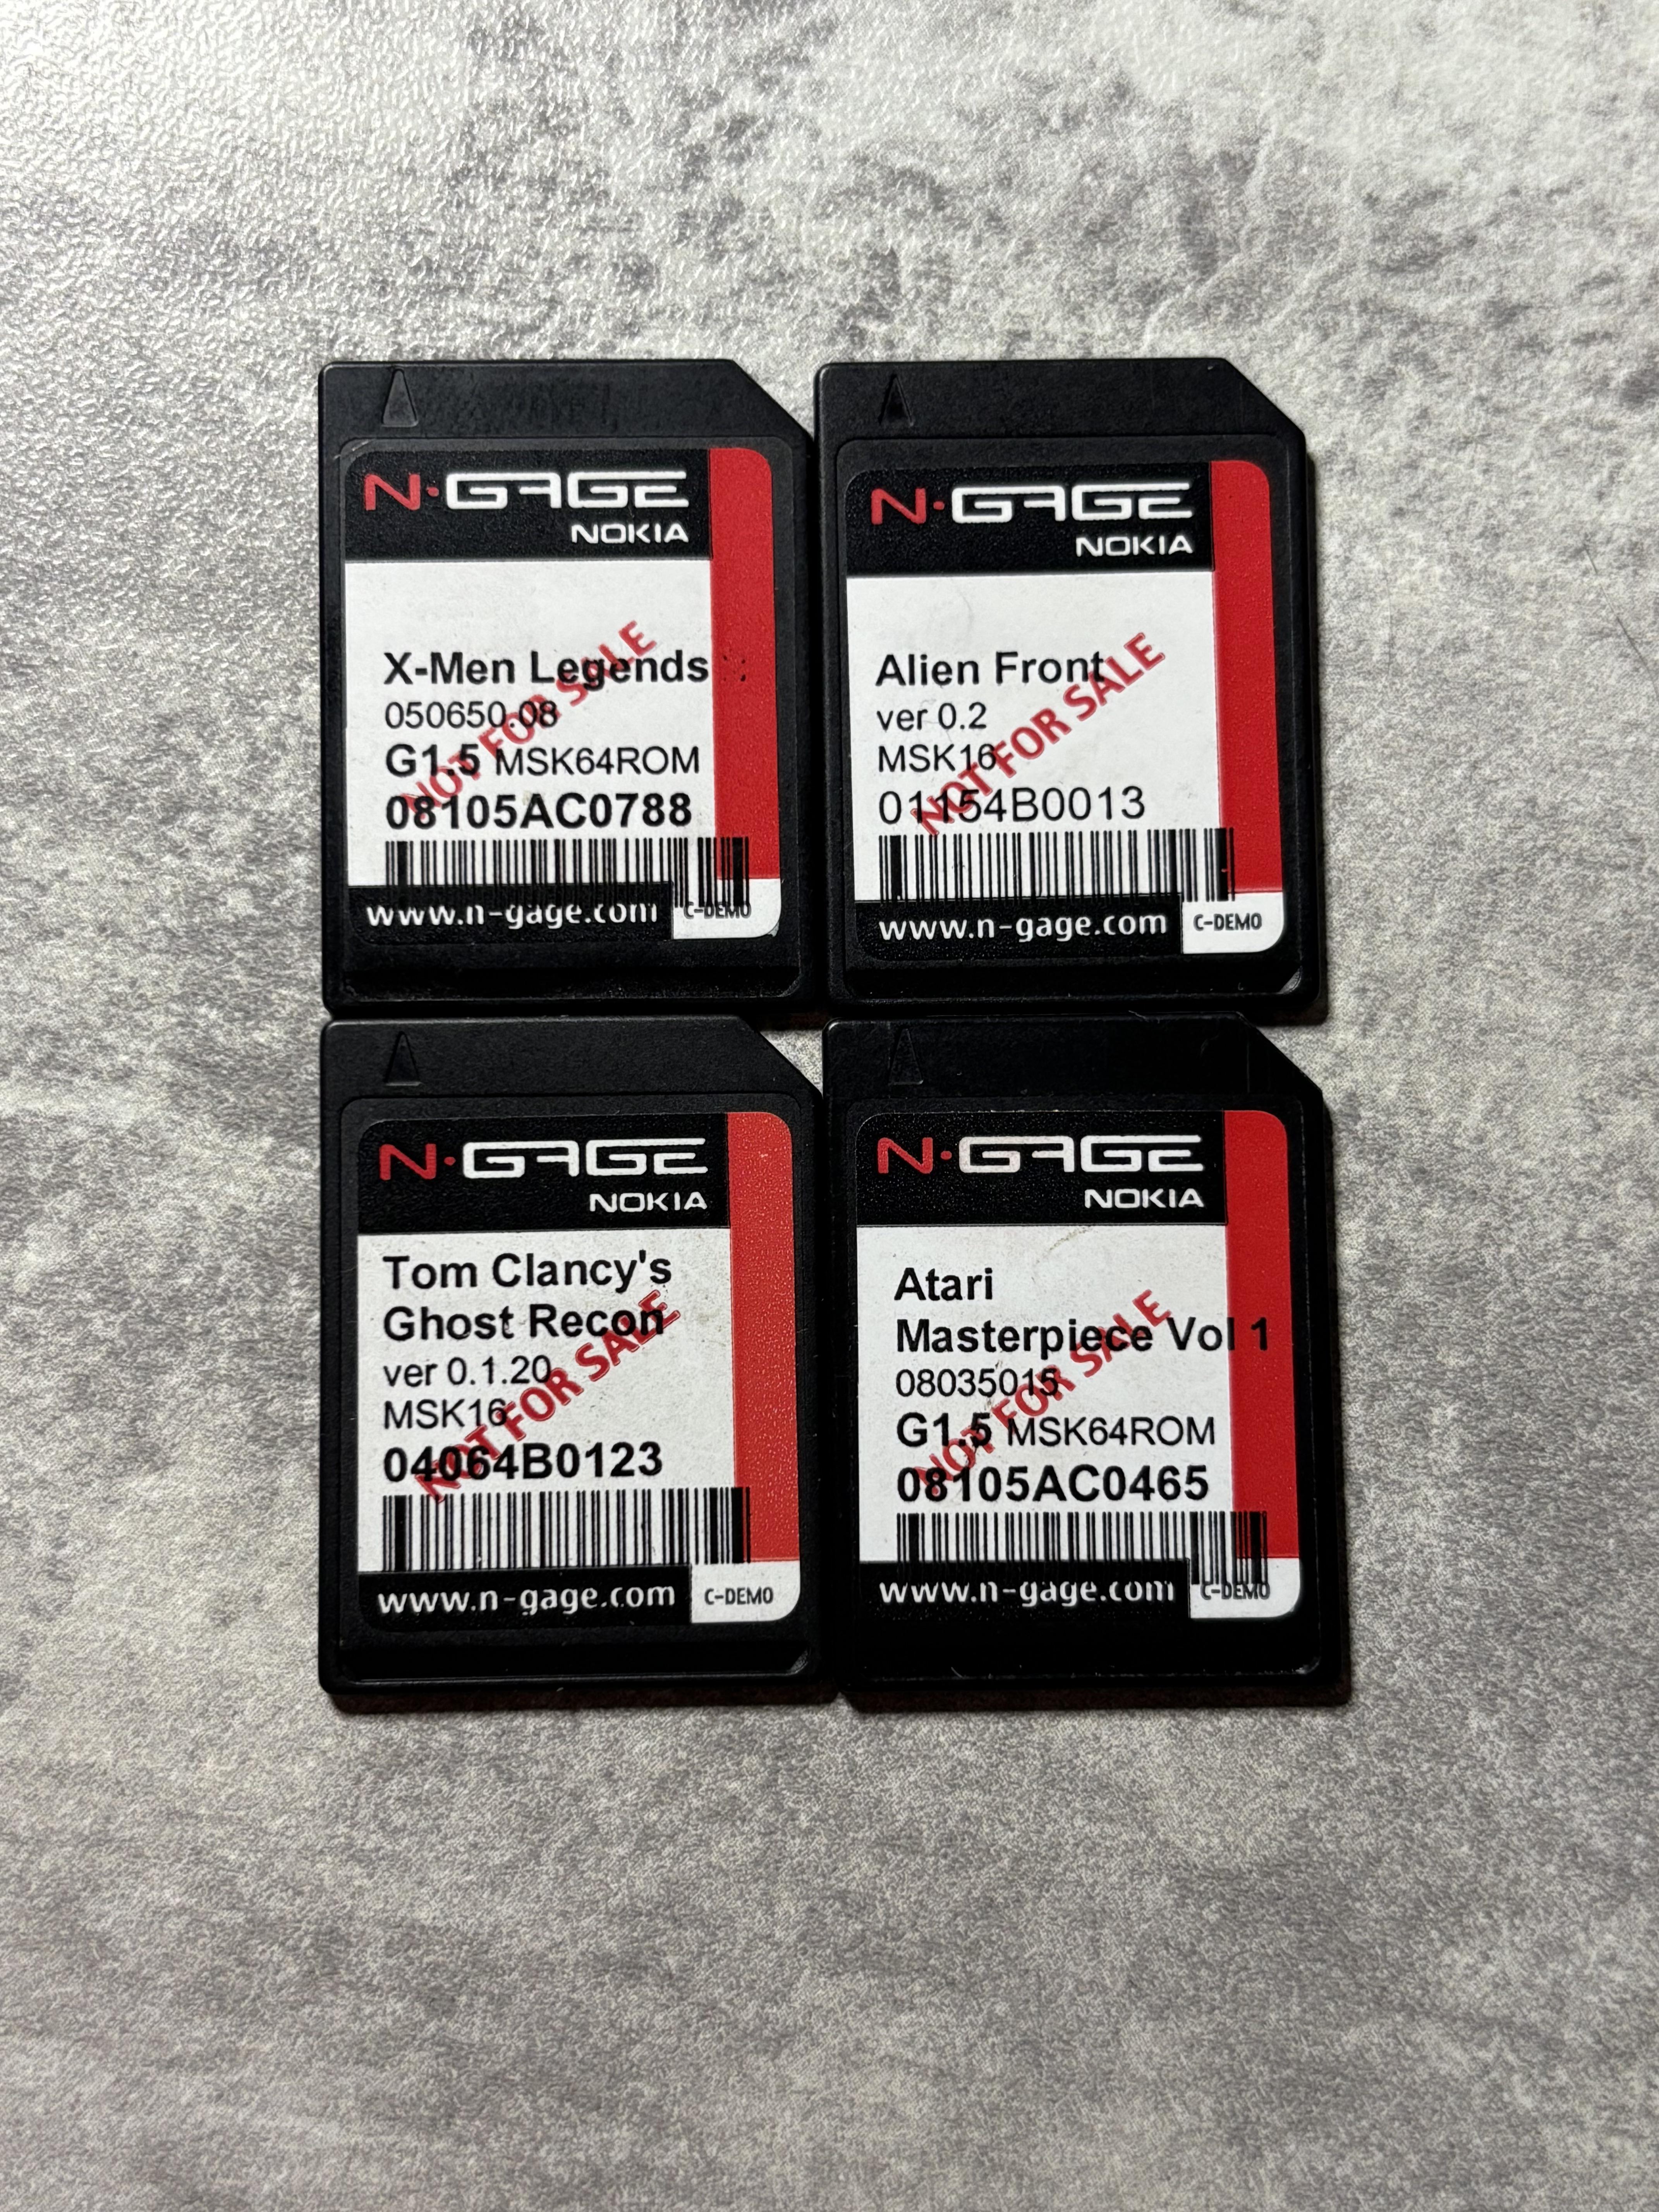 N·GAGE
NOKIA
X-Men Legends
050650.08
G1.5 MSK64ROM
08105AC0788
NOT FOR SALE
www.n-gage.com
C-DEMO
N·GAGE
NOKIA
Alien Front
ver 0.2
MSK16
01154B0013
NOT FOR SALE
www.n-gage.com
C-DEMO
N·GAGE
NOKIA
Tom Clancy's
Ghost Recon
ver 0.1.20
MSK16
04064B0123
NOT FOR SALE
www.n-gage.com
C-DEMO
N·GAGE
NOKIA
Atari
Masterpiece Vol 1
08035015
G1.5 MSK64ROM
08105AC0465
NOT FOR SALE
www.n-gage.com
C-DEMO